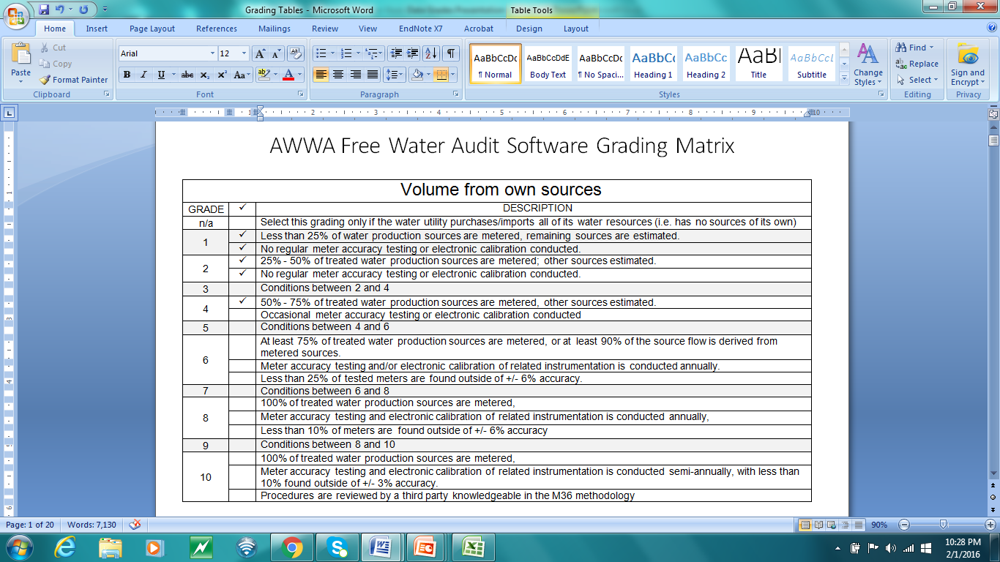 Grading Tables - Microsoft Word
Table Tools
Home Insert Page Layout References Mailings Review View EndNote X7 Acrobat Design Layout
Paste
Cut
Copy
Format Painter
Clipboard
Arial 12
B I U abc x₂ x² Aa A
Font
Paragraph
AaBbCcDc AaBbCcDdE AaBbCcDc AaBbCc AaBbCc AaBl AaBbCcL
¶ Normal Body Text ¶ No Spaci... Heading 1 Heading 2 Title Subtitle
Change Styles
Styles
Find
Replace
Select
Editing
Sign and Encrypt
Privacy
1 2 3 4 5 6 7 8 9 10
AWWA Free Water Audit Software Grading Matrix
Volume from own sources
GRADE ✓ DESCRIPTION
n/a Select this grading only if the water utility purchases/imports all of its water resources (i.e. has no sources of its own)
1 ✓ Less than 25% of water production sources are metered, remaining sources are estimated.
✓ No regular meter accuracy testing or electronic calibration conducted.
2 ✓ 25% - 50% of treated water production sources are metered; other sources estimated.
✓ No regular meter accuracy testing or electronic calibration conducted.
3 Conditions between 2 and 4
4 ✓ 50% - 75% of treated water production sources are metered, other sources estimated.
Occasional meter accuracy testing or electronic calibration conducted
5 Conditions between 4 and 6
6 At least 75% of treated water production sources are metered, or at least 90% of the source flow is derived from
metered sources.
Meter accuracy testing and/or electronic calibration of related instrumentation is conducted annually.
Less than 25% of tested meters are found outside of +/- 6% accuracy.
7 Conditions between 6 and 8
8 100% of treated water production sources are metered,
Meter accuracy testing and electronic calibration of related instrumentation is conducted annually,
Less than 10% of meters are found outside of +/- 6% accuracy
9 Conditions between 8 and 10
10 100% of treated water production sources are metered,
Meter accuracy testing and electronic calibration of related instrumentation is conducted semi-annually, with less than
10% found outside of +/- 3% accuracy.
Procedures are reviewed by a third party knowledgeable in the M36 methodology
Page: 1 of 20 Words: 7,130 90%
10:28 PM
2/1/2016